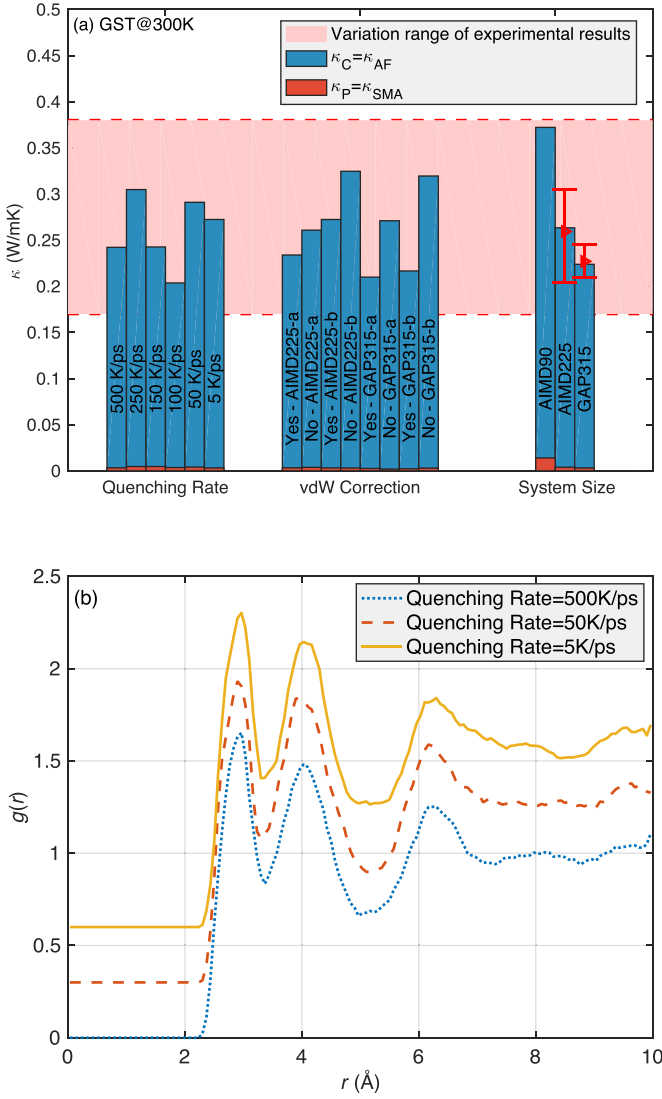 (a) GST@300K
Variation range of experimental results
κ_C=κ_AF
κ_P=κ_SMA
0.5
0.45
0.4
0.35
0.3
0.25
0.2
0.15
0.1
0.05
0
κ (W/mK)
500 K/ps
250 K/ps
150 K/ps
100 K/ps
50 K/ps
5 K/ps
Yes - AIMD225-a
No - AIMD225-a
Yes - AIMD225-b
No - AIMD225-b
Yes - GAP315-a
No - GAP315-a
Yes - GAP315-b
No - GAP315-b
AIMD90
AIMD225
GAP315
Quenching Rate
vdW Correction
System Size
(b)
Quenching Rate=500K/ps
Quenching Rate=50K/ps
Quenching Rate=5K/ps
2.5
2
1.5
1
0.5
0
g(r)
0 2 4 6 8 10
r (Å)